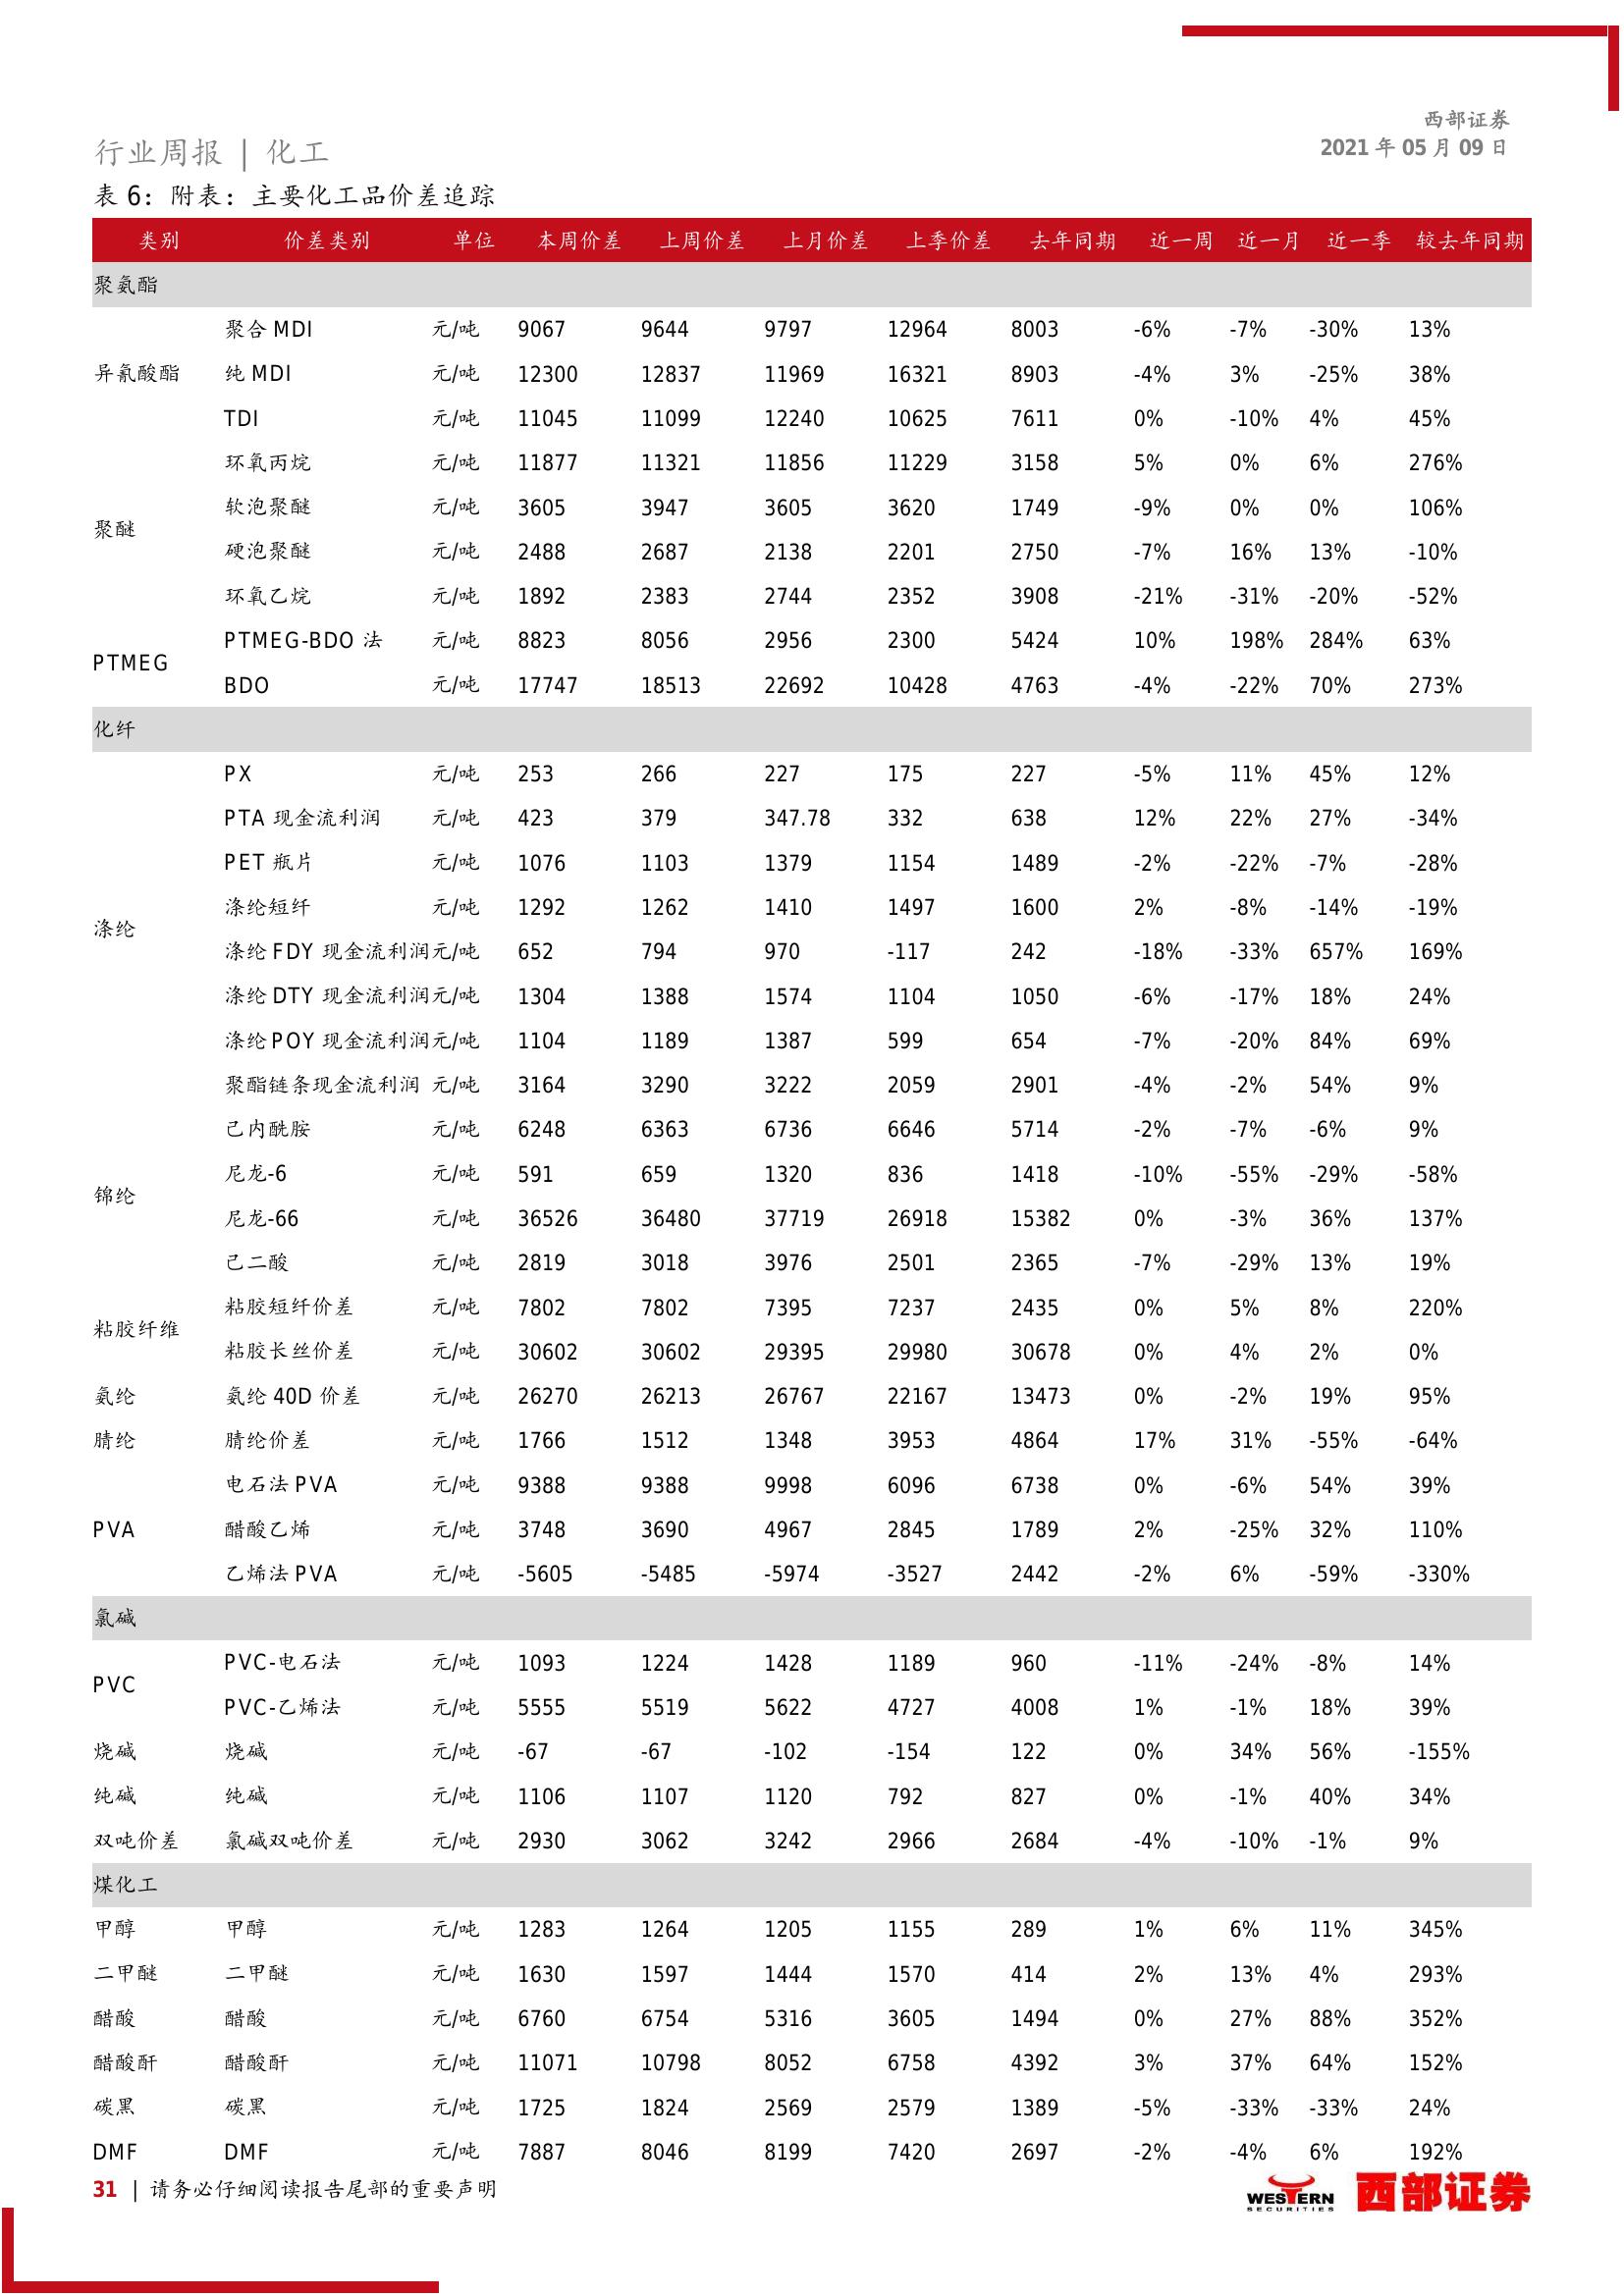 西部证券
2021 年 05 月 09 日
行业周报 | 化工
表 6：附表：主要化工品价差追踪
类别 价差类别 单位 本周价差 上周价差 上月价差 上季价差 去年同期 近一周 近一月 近一季 较去年同期
聚氨酯
聚合 MDI 元/吨 9067 9644 9797 12964 8003 -6% -7% -30% 13%
异氰酸酯 纯 MDI 元/吨 12300 12837 11969 16321 8903 -4% 3% -25% 38%
TDI 元/吨 11045 11099 12240 10625 7611 0% -10% 4% 45%
环氧丙烷 元/吨 11877 11321 11856 11229 3158 5% 0% 6% 276%
软泡聚醚 元/吨 3605 3947 3605 3620 1749 -9% 0% 0% 106%
聚醚
硬泡聚醚 元/吨 2488 2687 2138 2201 2750 -7% 16% 13% -10%
环氧乙烷 元/吨 1892 2383 2744 2352 3908 -21% -31% -20% -52%
PTMEG-BDO 法 元/吨 8823 8056 2956 2300 5424 10% 198% 284% 63%
PTMEG
BDO 元/吨 17747 18513 22692 10428 4763 -4% -22% 70% 273%
化纤
PX 元/吨 253 266 227 175 227 -5% 11% 45% 12%
PTA 现金流利润 元/吨 423 379 347.78 332 638 12% 22% 27% -34%
PET 瓶片 元/吨 1076 1103 1379 1154 1489 -2% -22% -7% -28%
涤纶短纤 元/吨 1292 1262 1410 1497 1600 2% -8% -14% -19%
涤纶
涤纶 FDY 现金流利润 元/吨 652 794 970 -117 242 -18% -33% 657% 169%
涤纶 DTY 现金流利润 元/吨 1304 1388 1574 1104 1050 -6% -17% 18% 24%
涤纶 POY 现金流利润 元/吨 1104 1189 1387 599 654 -7% -20% 84% 69%
聚酯链条现金流利润 元/吨 3164 3290 3222 2059 2901 -4% -2% 54% 9%
己内酰胺 元/吨 6248 6363 6736 6646 5714 -2% -7% -6% 9%
尼龙-6 元/吨 591 659 1320 836 1418 -10% -55% -29% -58%
锦纶
尼龙-66 元/吨 36526 36480 37719 26918 15382 0% -3% 36% 137%
己二酸 元/吨 2819 3018 3976 2501 2365 -7% -29% 13% 19%
粘胶短纤价差 元/吨 7802 7802 7395 7237 2435 0% 5% 8% 220%
粘胶纤维
粘胶长丝价差 元/吨 30602 30602 29395 29980 30678 0% 4% 2% 0%
氨纶 氨纶 40D 价差 元/吨 26270 26213 26767 22167 13473 0% -2% 19% 95%
腈纶 腈纶价差 元/吨 1766 1512 1348 3953 4864 17% 31% -55% -64%
电石法 PVA 元/吨 9388 9388 9998 6096 6738 0% -6% 54% 39%
PVA 醋酸乙烯 元/吨 3748 3690 4967 2845 1789 2% -25% 32% 110%
乙烯法 PVA 元/吨 -5605 -5485 -5974 -3527 2442 -2% 6% -59% -330%
氯碱
PVC-电石法 元/吨 1093 1224 1428 1189 960 -11% -24% -8% 14%
PVC
PVC-乙烯法 元/吨 5555 5519 5622 4727 4008 1% -1% 18% 39%
烧碱 烧碱 元/吨 -67 -67 -102 -154 122 0% 34% 56% -155%
纯碱 纯碱 元/吨 1106 1107 1120 792 827 0% -1% 40% 34%
双吨价差 氯碱双吨价差 元/吨 2930 3062 3242 2966 2684 -4% -10% -1% 9%
煤化工
甲醇 甲醇 元/吨 1283 1264 1205 1155 289 1% 6% 11% 345%
二甲醚 二甲醚 元/吨 1630 1597 1444 1570 414 2% 13% 4% 293%
醋酸 醋酸 元/吨 6760 6754 5316 3605 1494 0% 27% 88% 352%
醋酸酐 醋酸酐 元/吨 11071 10798 8052 6758 4392 3% 37% 64% 152%
碳黑 碳黑 元/吨 1725 1824 2569 2579 1389 -5% -33% -33% 24%
DMF DMF 元/吨 7887 8046 8199 7420 2697 -2% -4% 6% 192%
31 | 请务必仔细阅读报告尾部的重要声明
WESTERN SECURITIES 西部证券